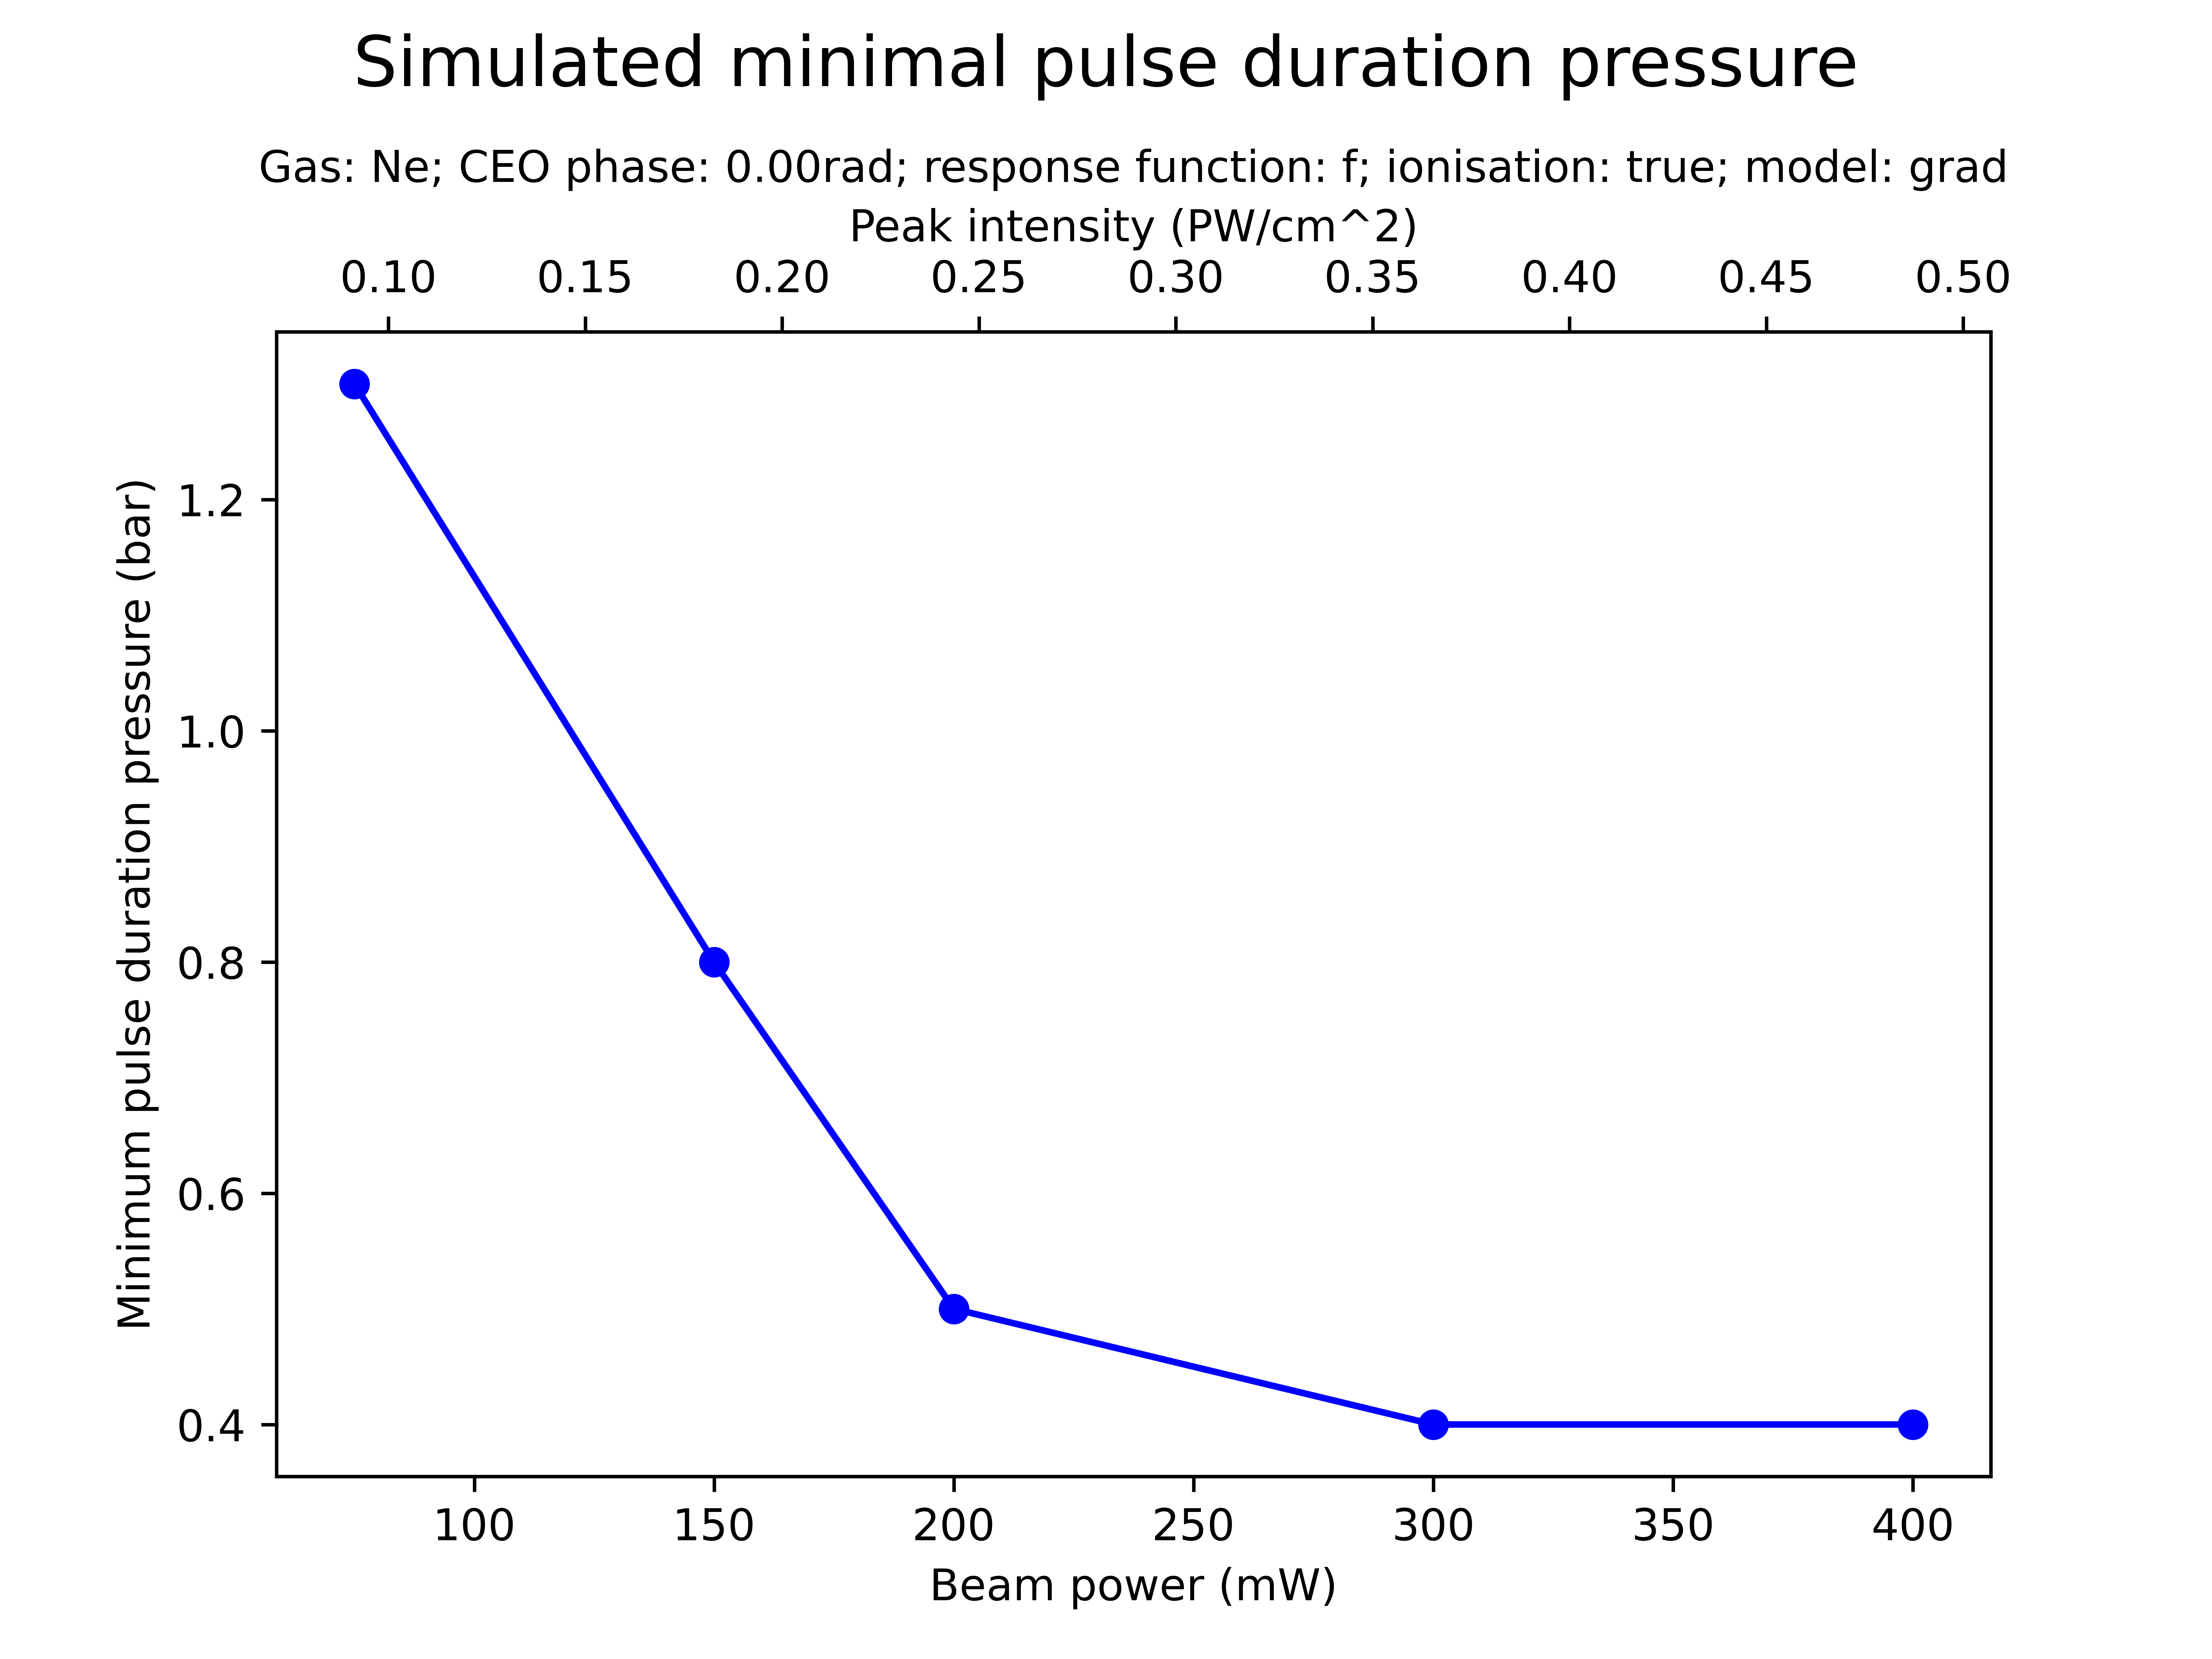 Simulated minimal pulse duration pressure
Gas: Ne; CEO phase: 0.00rad; response function: f; ionisation: true; model: grad
Peak intensity (PW/cm^2)
0.10 0.15 0.20 0.25 0.30 0.35 0.40 0.45 0.50
Minimum pulse duration pressure (bar)
1.2
1.0
0.8
0.6
0.4
100 150 200 250 300 350 400
Beam power (mW)